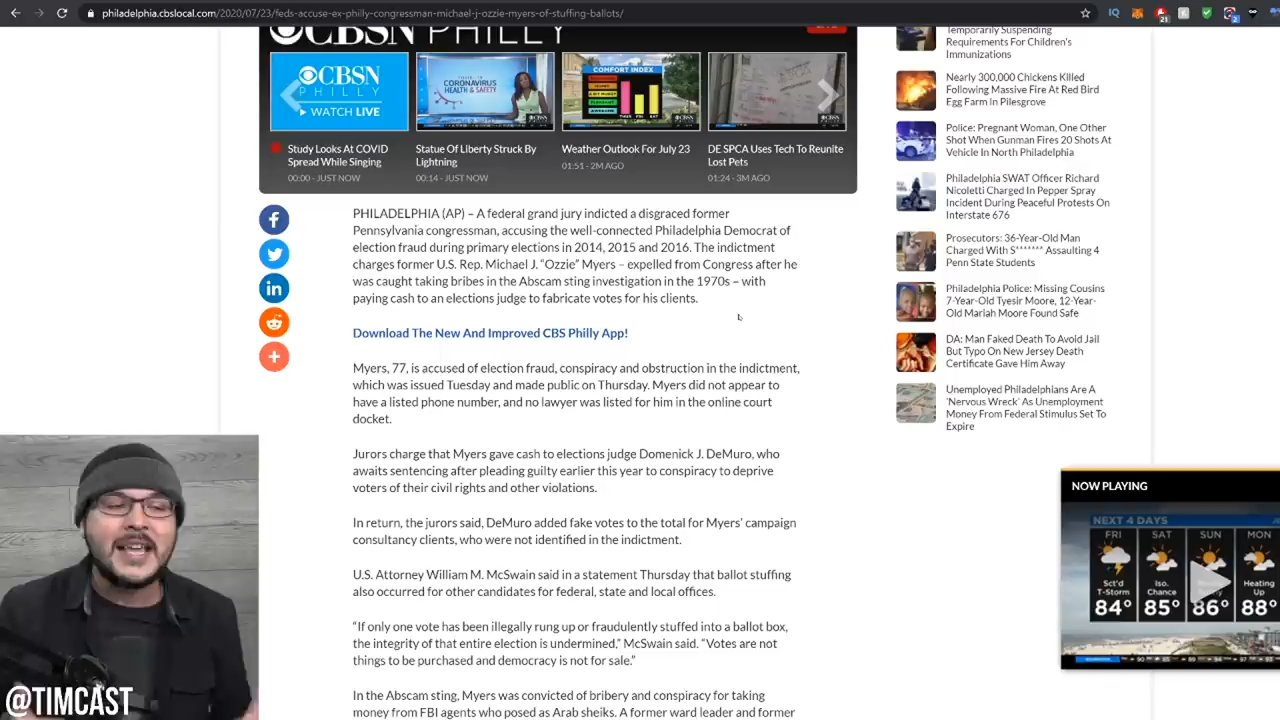 philadelphia.cbslocal.com/2020/07/23/feds-accuse-ex-philly-congressman-michael-j-ozzie-myers-of-stuffing-ballots/
CBSN PHILLY
CBSN
PHILLY
WATCH LIVE
CORONAVIRUS
HEALTH & SAFETY
COMFORT INDEX
Study Looks At COVID
Spread While Singing
00:00 - JUST NOW
Statue Of Liberty Struck By
Lightning
00:14 - JUST NOW
Weather Outlook For July 23
01:51 - 2M AGO
DE SPCA Uses Tech To Reunite
Lost Pets
01:24 - 3M AGO
PHILADELPHIA (AP) – A federal grand jury indicted a disgraced former
Pennsylvania congressman, accusing the well-connected Philadelphia Democrat of
election fraud during primary elections in 2014, 2015 and 2016. The indictment
charges former U.S. Rep. Michael J. “Ozzie” Myers – expelled from Congress after he
was caught taking bribes in the Abscam sting investigation in the 1970s – with
paying cash to an elections judge to fabricate votes for his clients.
Download The New And Improved CBS Philly App!
Myers, 77, is accused of election fraud, conspiracy and obstruction in the indictment,
which was issued Tuesday and made public on Thursday. Myers did not appear to
have a listed phone number, and no lawyer was listed for him in the online court
docket.
Jurors charge that Myers gave cash to elections judge Domenick J. DeMuro, who
awaits sentencing after pleading guilty earlier this year to conspiracy to deprive
voters of their civil rights and other violations.
In return, the jurors said, DeMuro added fake votes to the total for Myers’ campaign
consultancy clients, who were not identified in the indictment.
U.S. Attorney William M. McSwain said in a statement Thursday that ballot stuffing
also occurred for other candidates for federal, state and local offices.
“If only one vote has been illegally rung up or fraudulently stuffed into a ballot box,
the integrity of that entire election is undermined,” McSwain said. “Votes are not
things to be purchased and democracy is not for sale.”
In the Abscam sting, Myers was convicted of bribery and conspiracy for taking
money from FBI agents who posed as Arab sheiks. A former ward leader and former
Temporarily Suspending
Requirements For Children's
Immunizations
Nearly 300,000 Chickens Killed
Following Massive Fire At Red Bird
Egg Farm In Pilesgrove
Police: Pregnant Woman, One Other
Shot When Gunman Fires 20 Shots At
Vehicle In North Philadelphia
Philadelphia SWAT Officer Richard
Nicoletti Charged In Pepper Spray
Incident During Peaceful Protests On
Interstate 676
Prosecutors: 36-Year-Old Man
Charged With S******* Assaulting 4
Penn State Students
Philadelphia Police: Missing Cousins
7-Year-Old Tyesir Moore, 12-Year-
Old Mariah Moore Found Safe
DA: Man Faked Death To Avoid Jail
But Typo On New Jersey Death
Certificate Gave Him Away
Unemployed Philadelphians Are A
'Nervous Wreck' As Unemployment
Money From Federal Stimulus Set To
Expire
NOW PLAYING
NEXT 4 DAYS
FRI SAT SUN MON
Sct'd
T-Storm
84°
Iso.
Chance
85°
86°
Heating
Up
88°
@TIMCAST